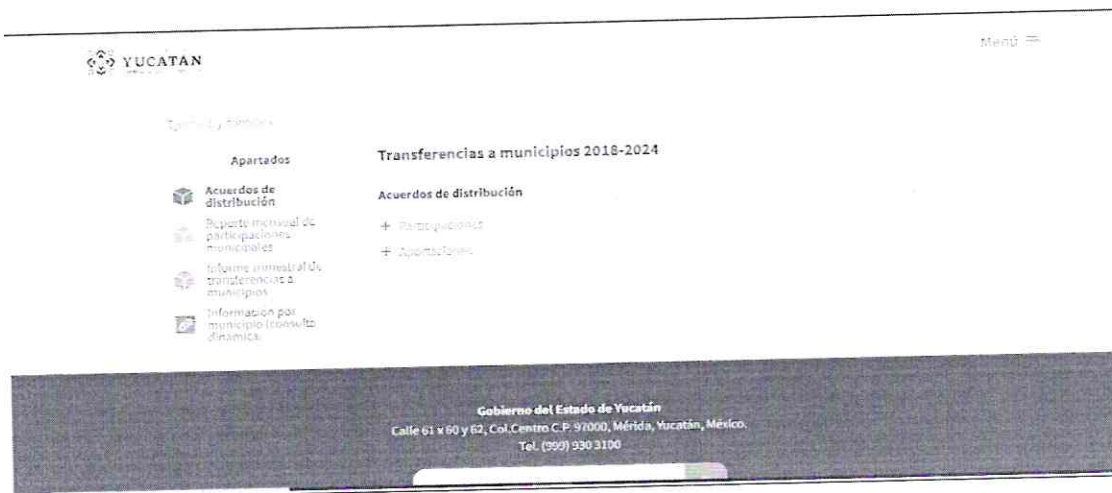 YUCATÁN
Menú
Apartados
Transferencias a municipios 2018-2024
Acuerdos de
distribución
Acuerdos de distribución
Reporte mensual de
participaciones
municipales
+ Participaciones
+ Aportaciones
Informe trimestral de
transferencias a
municipios
Información por
municipio (consulta
dinámica)
Gobierno del Estado de Yucatán
Calle 61 x 60 y 62, Col.Centro C.P. 97000, Mérida, Yucatán, México.
Tel. (999) 930 3100